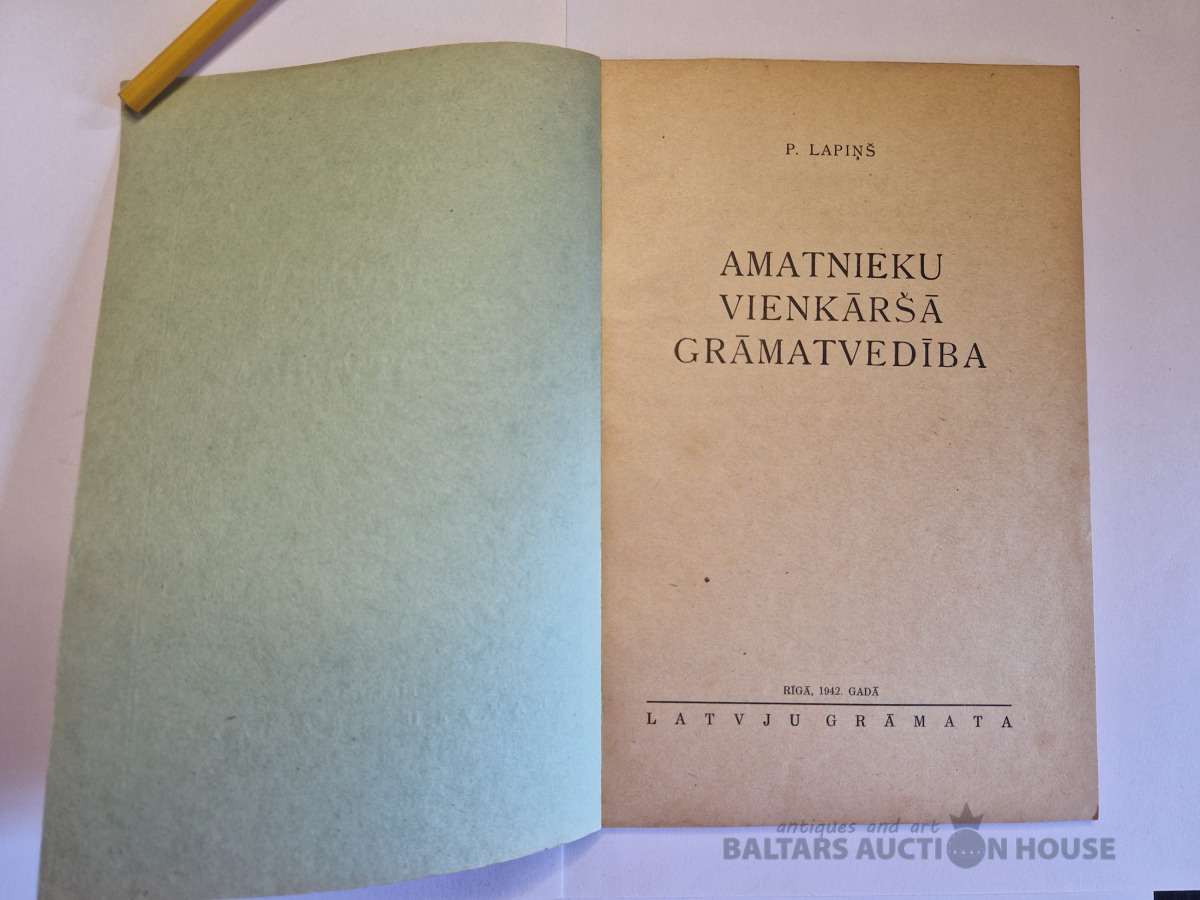 P. LAPIŅŠ
AMATNIEKU
VIENKĀRŠĀ
GRĀMATVEDĪBA
RĪGĀ, 1942. GADĀ
LATVJU GRĀMATA
antiques and art
BALTARS AUCTION HOUSE